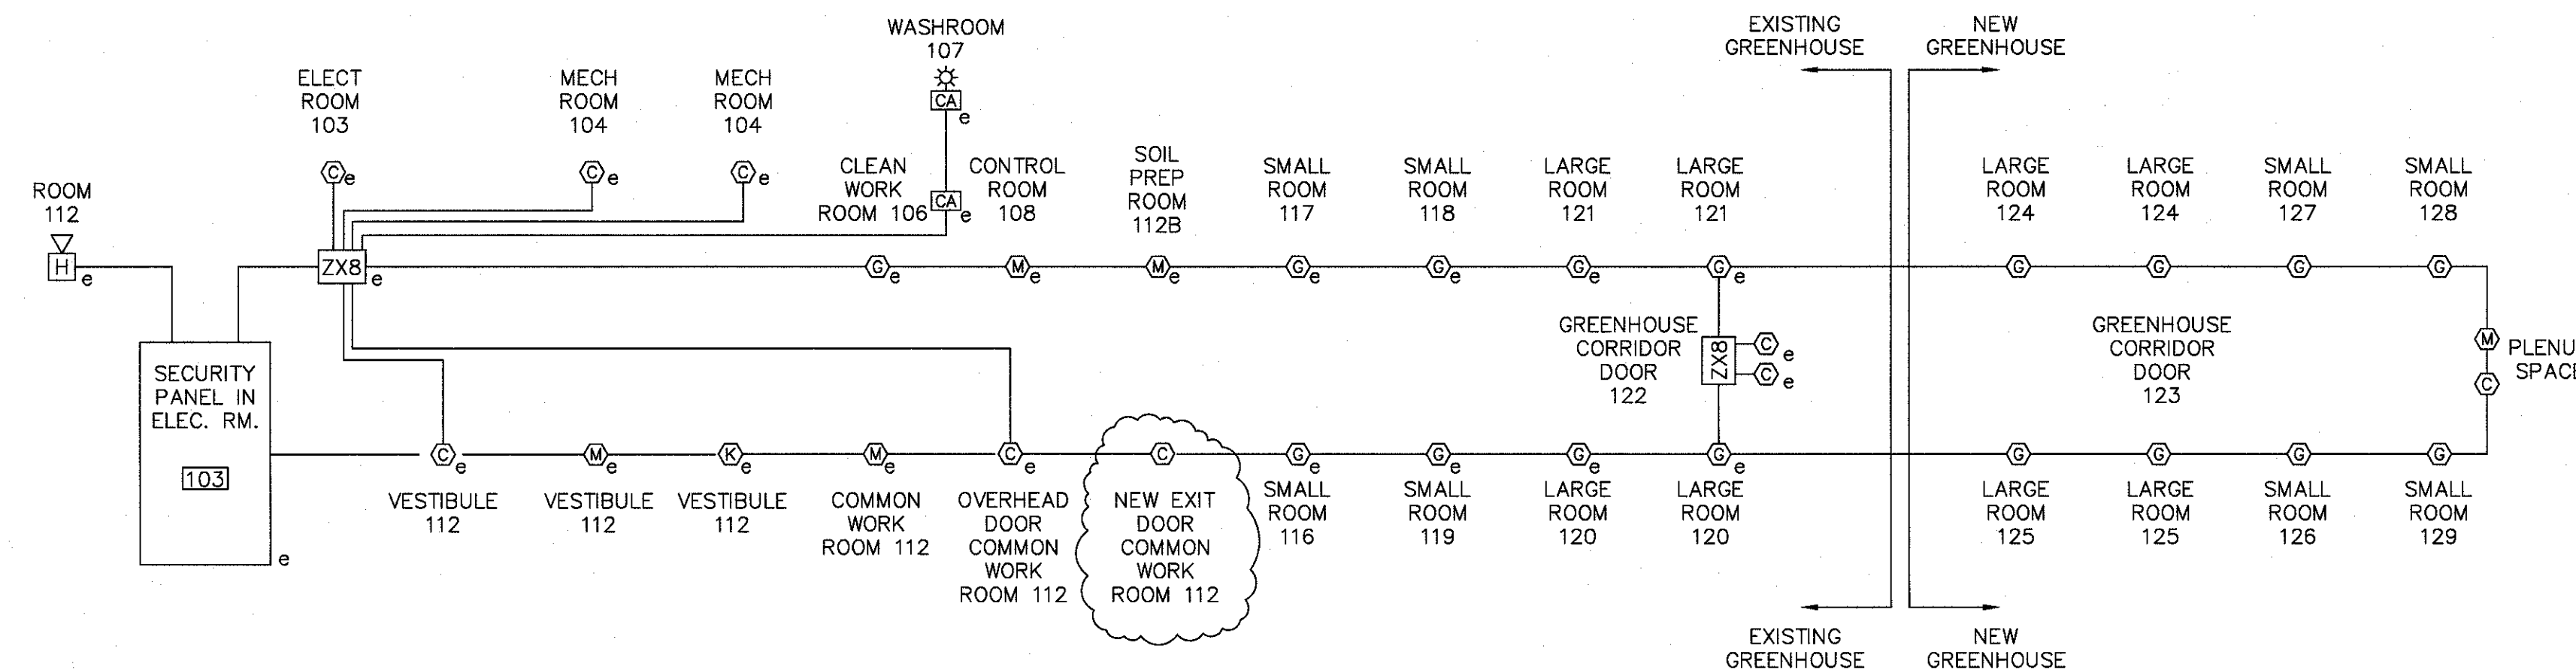 WASHROOM
107
EXISTING
GREENHOUSE
NEW
GREENHOUSE
ELECT
ROOM
103
MECH
ROOM
104
MECH
ROOM
104
CA
e
C e
C e
C e
ROOM
112
H e
CLEAN
WORK
ROOM 106
CA
e
CONTROL
ROOM
108
SOIL
PREP
ROOM
112B
SMALL
ROOM
117
SMALL
ROOM
118
LARGE
ROOM
121
LARGE
ROOM
121
LARGE
ROOM
124
LARGE
ROOM
124
SMALL
ROOM
127
SMALL
ROOM
128
ZX8 e
G e
M e
M e
G e
G e
G e
G e
G
G
G
G
GREENHOUSE
CORRIDOR
DOOR
122
ZX8
C e
C e
GREENHOUSE
CORRIDOR
DOOR
123
M
C
PLENU
SPACE
SECURITY
PANEL IN
ELEC. RM.
103
e
C e
M e
K e
M e
C e
C
G e
G e
G e
G e
G
G
G
G
VESTIBULE
112
VESTIBULE
112
VESTIBULE
112
COMMON
WORK
ROOM 112
OVERHEAD
DOOR
COMMON
WORK
ROOM 112
NEW EXIT
DOOR
COMMON
WORK
ROOM 112
SMALL
ROOM
116
SMALL
ROOM
119
LARGE
ROOM
120
LARGE
ROOM
120
LARGE
ROOM
125
LARGE
ROOM
125
SMALL
ROOM
126
SMALL
ROOM
129
EXISTING
GREENHOUSE
NEW
GREENHOUSE